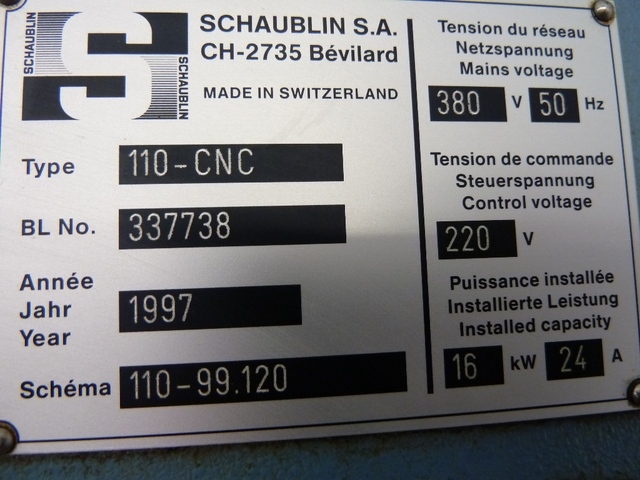 SCHAUBLIN
SCHAUBLIN
SCHAUBLIN S.A.
CH-2735 Bévilard
MADE IN SWITZERLAND
Type 110-CNC
BL No. 337738
Année
Jahr 1997
Year
Schéma 110-99.120
Tension du réseau
Netzspannung
Mains voltage
380 V 50 Hz
Tension de commande
Steuerspannung
Control voltage
220 V
Puissance installée
Installierte Leistung
Installed capacity
16 kW 24 A